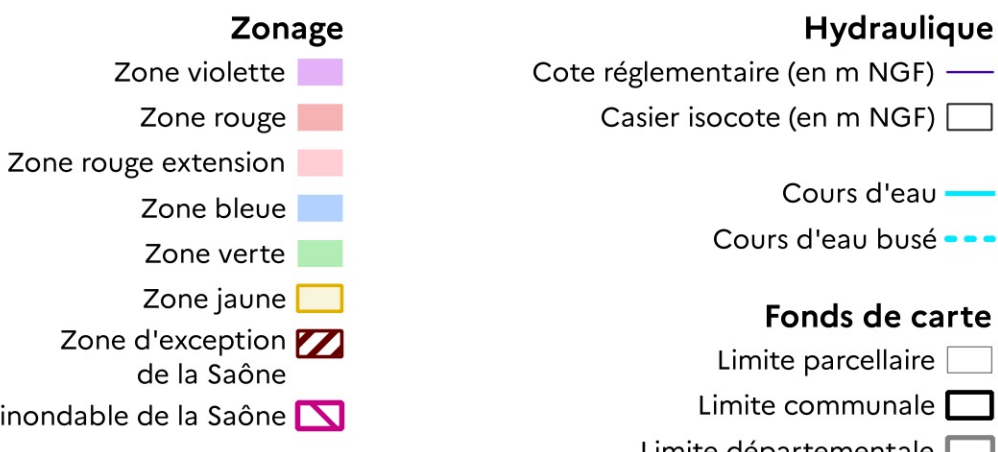 Zonage
Zone violette
Zone rouge
Zone rouge extension
Zone bleue
Zone verte
Zone jaune
Zone d'exception
de la Saône
inondable de la Saône
Hydraulique
Cote réglementaire (en m NGF)
Casier isocote (en m NGF)
Cours d'eau
Cours d'eau busé
Fonds de carte
Limite parcellaire
Limite communale
Limite départementale